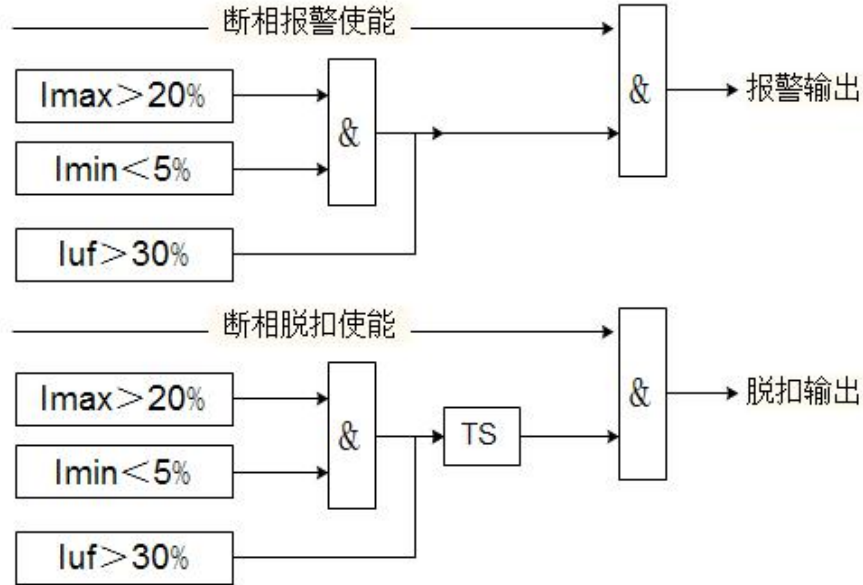 断相报警使能
Imax＞20%
&
&
报警输出
Imin＜5%
Iuf＞30%
断相脱扣使能
Imax＞20%
&
&
脱扣输出
TS
Imin＜5%
Iuf＞30%